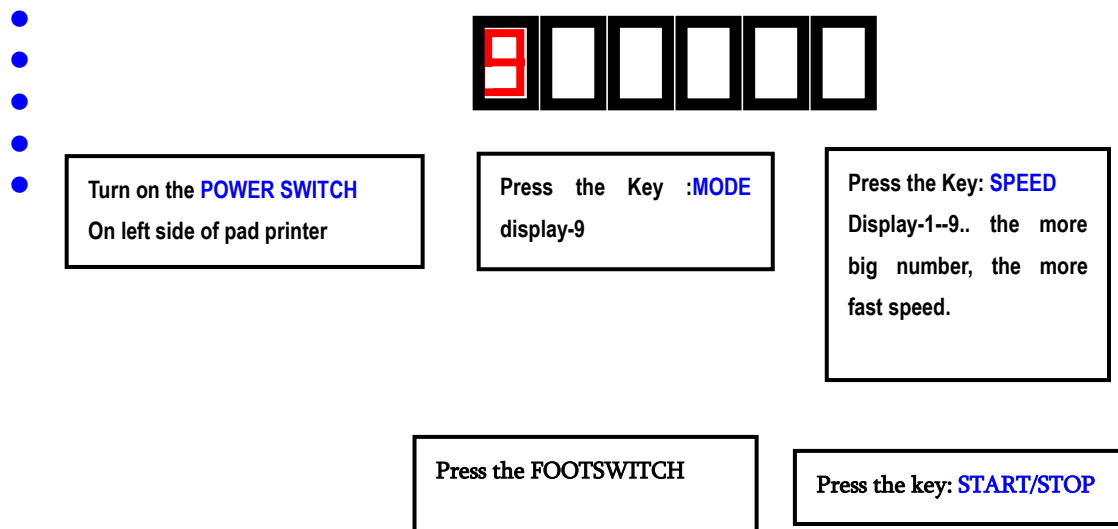 9
Turn on the POWER SWITCH
On left side of pad printer
Press the Key :MODE
display-9
Press the Key: SPEED
Display-1--9.. the more
big number, the more
fast speed.
Press the FOOTSWITCH
Press the key: START/STOP